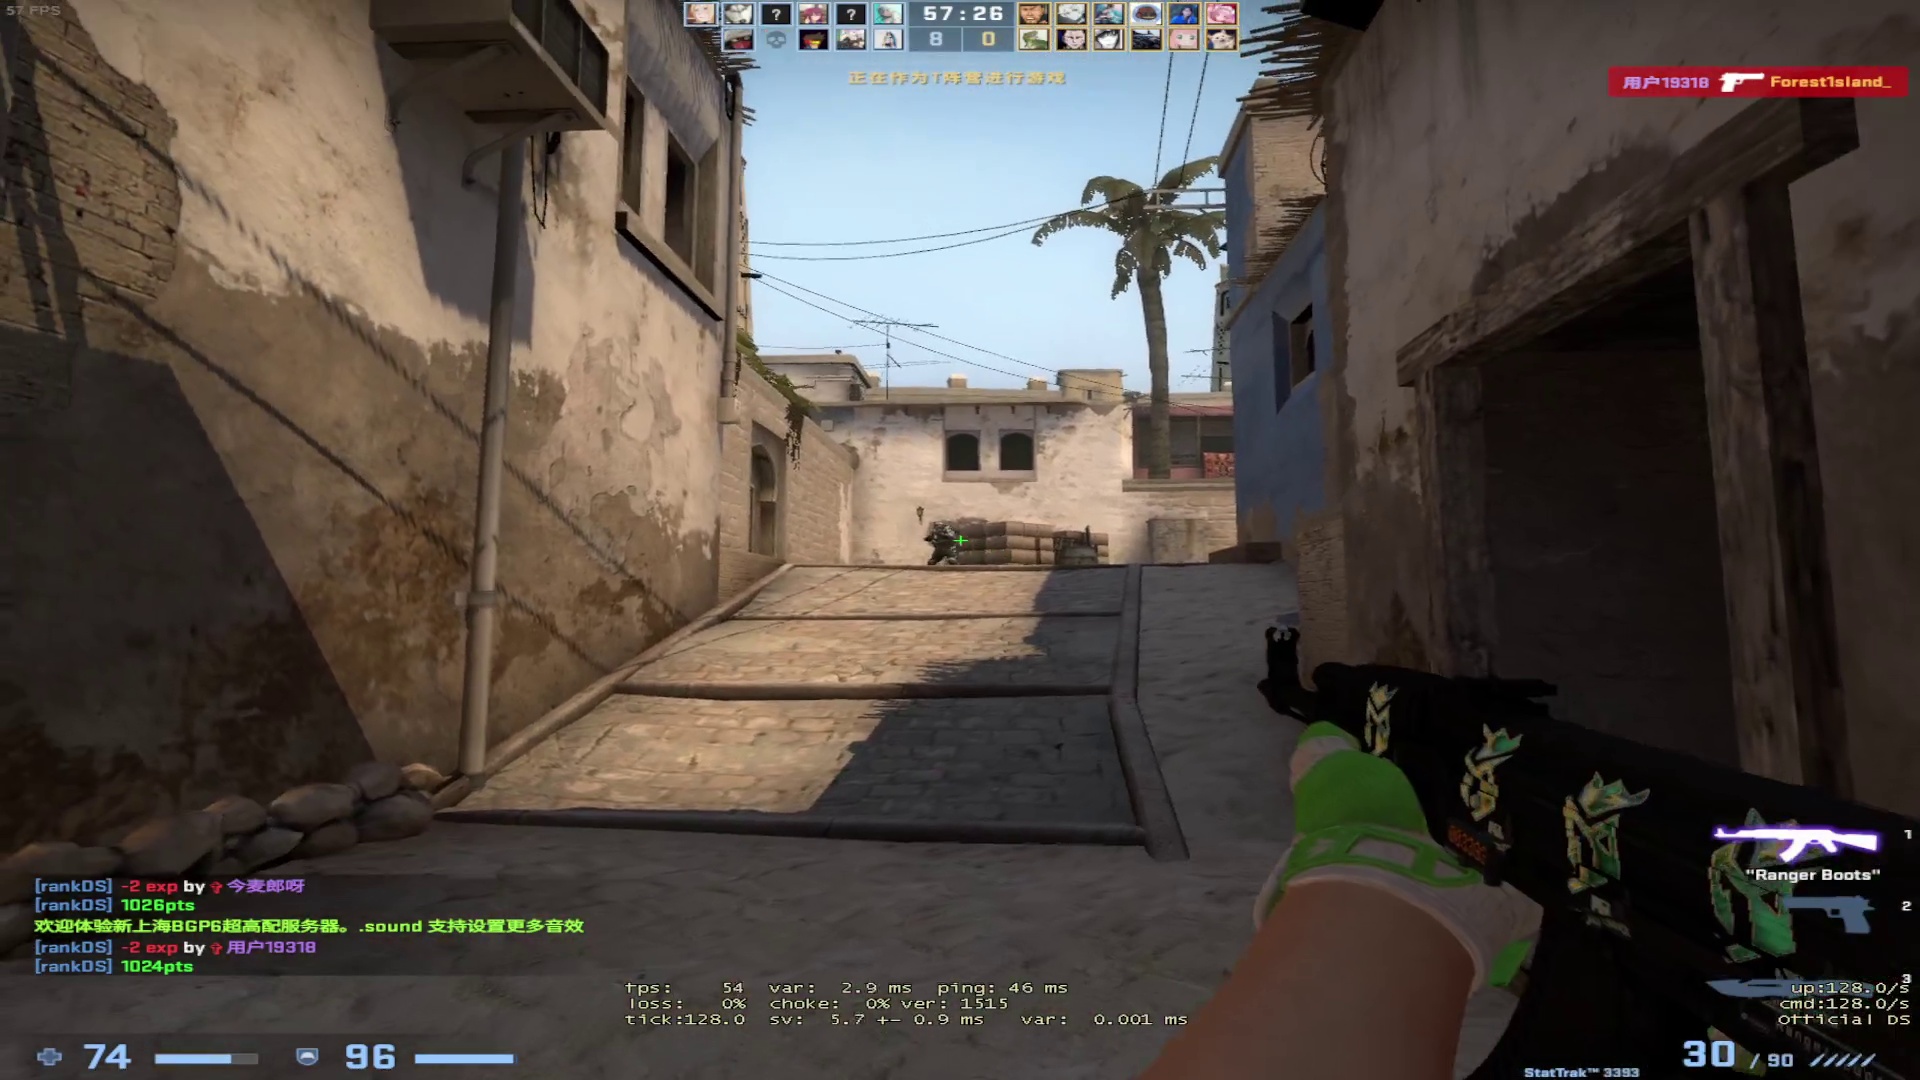 57 FPS
?
?
57:26
8 0
正在作为T阵营进行游戏
用户19318 Forest1sland_
1
"Ranger Boots"
2
3
[rankDS] -2 exp by 今麦郎呀
[rankDS] 1026pts
欢迎体验新上海BGP6超高配服务器。.sound 支持设置更多音效
[rankDS] -2 exp by 用户19318
[rankDS] 1024pts
fps: 54 var: 2.9 ms ping: 46 ms
loss: 0% choke: 0% ver: 1515
tick:128.0 sv: 5.7 +- 0.9 ms var: 0.001 ms
up:128.0/s
cmd:128.0/s
Official DS
74 96
30 / 90
StatTrak™ 3393